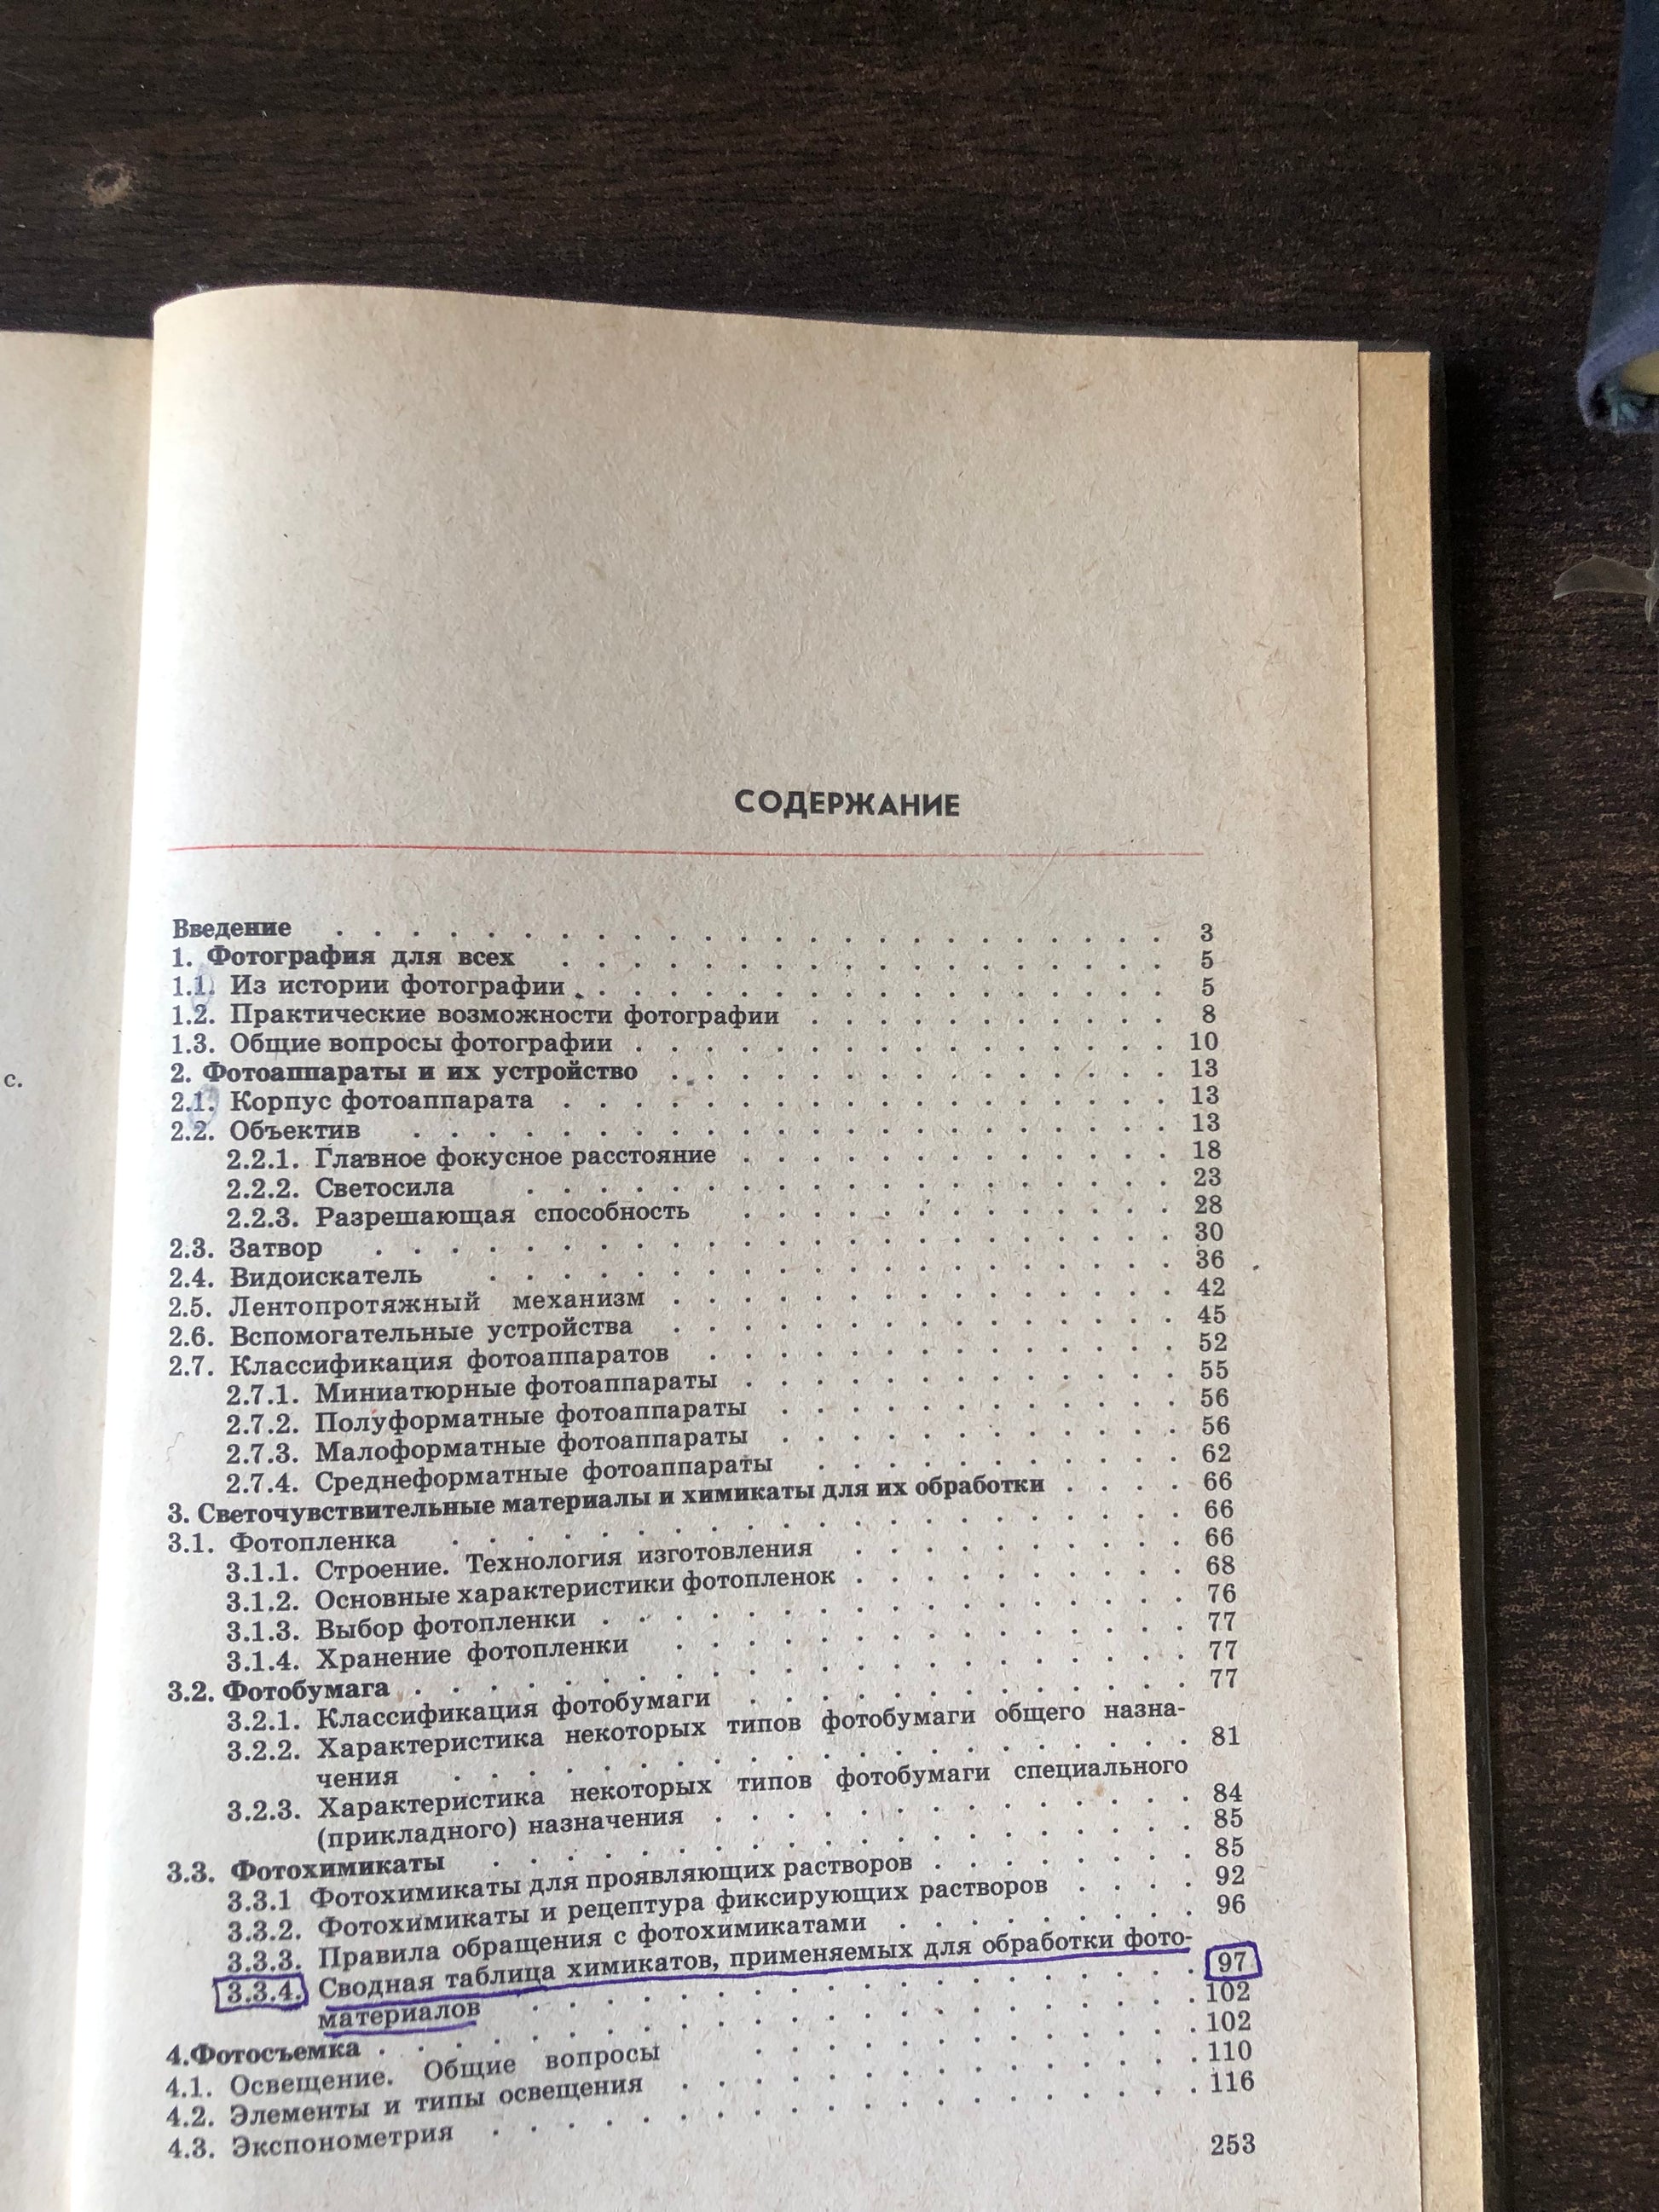 с.
СОДЕРЖАНИЕ
Введение . . . . . . . . . . . . . . . . . 3
1. Фотография для всех . . . . . . . . . . . . 5
1.1. Из истории фотографии . . . . . . . . . . . 5
1.2. Практические возможности фотографии . . . . . . . 8
1.3. Общие вопросы фотографии . . . . . . . . . . 10
2. Фотоаппараты и их устройство . . . . . . . . . . 13
2.1. Корпус фотоаппарата . . . . . . . . . . . . 13
2.2. Объектив . . . . . . . . . . . . . . . 13
2.2.1. Главное фокусное расстояние . . . . . . . . . 18
2.2.2. Светосила . . . . . . . . . . . . . 23
2.2.3. Разрешающая способность . . . . . . . . . 28
2.3. Затвор . . . . . . . . . . . . . . . . 30
2.4. Видоискатель . . . . . . . . . . . . . . 36
2.5. Лентопротяжный механизм . . . . . . . . . . 42
2.6. Вспомогательные устройства . . . . . . . . . . 45
2.7. Классификация фотоаппаратов . . . . . . . . . 52
2.7.1. Миниатюрные фотоаппараты . . . . . . . . . 55
2.7.2. Полуформатные фотоаппараты . . . . . . . . 56
2.7.3. Малоформатные фотоаппараты . . . . . . . . 56
2.7.4. Среднеформатные фотоаппараты . . . . . . . . 62
3. Светочувствительные материалы и химикаты для их обработки . . . . 66
3.1. Фотопленка . . . . . . . . . . . . . . 66
3.1.1. Строение. Технология изготовления . . . . . . . 66
3.1.2. Основные характеристики фотопленок . . . . . . . 68
3.1.3. Выбор фотопленки . . . . . . . . . . . 76
3.1.4. Хранение фотопленки . . . . . . . . . . 77
3.2. Фотобумага . . . . . . . . . . . . . . . 77
3.2.1. Классификация фотобумаги . . . . . . . . . 77
3.2.2. Характеристика некоторых типов фотобумаги общего назна-
чения . . . . . . . . . . . . . . 81
3.2.3. Характеристика некоторых типов фотобумаги специального
(прикладного) назначения . . . . . . . . . 84
3.3. Фотохимикаты . . . . . . . . . . . . . . 85
3.3.1 Фотохимикаты для проявляющих растворов . . . . . . 85
3.3.2. Фотохимикаты и рецептура фиксирующих растворов . . . . 92
3.3.3. Правила обращения с фотохимикатами . . . . . . . 96
3.3.4. Сводная таблица химикатов, применяемых для обработки фото-
материалов . . . . . . . . . . . . . 97
4.Фотосъемка . . . . . . . . . . . . . . . 102
4.1. Освещение. Общие вопросы . . . . . . . . . . 102
4.2. Элементы и типы освещения . . . . . . . . . . 110
4.3. Экспонометрия . . . . . . . . . . . . . . 116
253